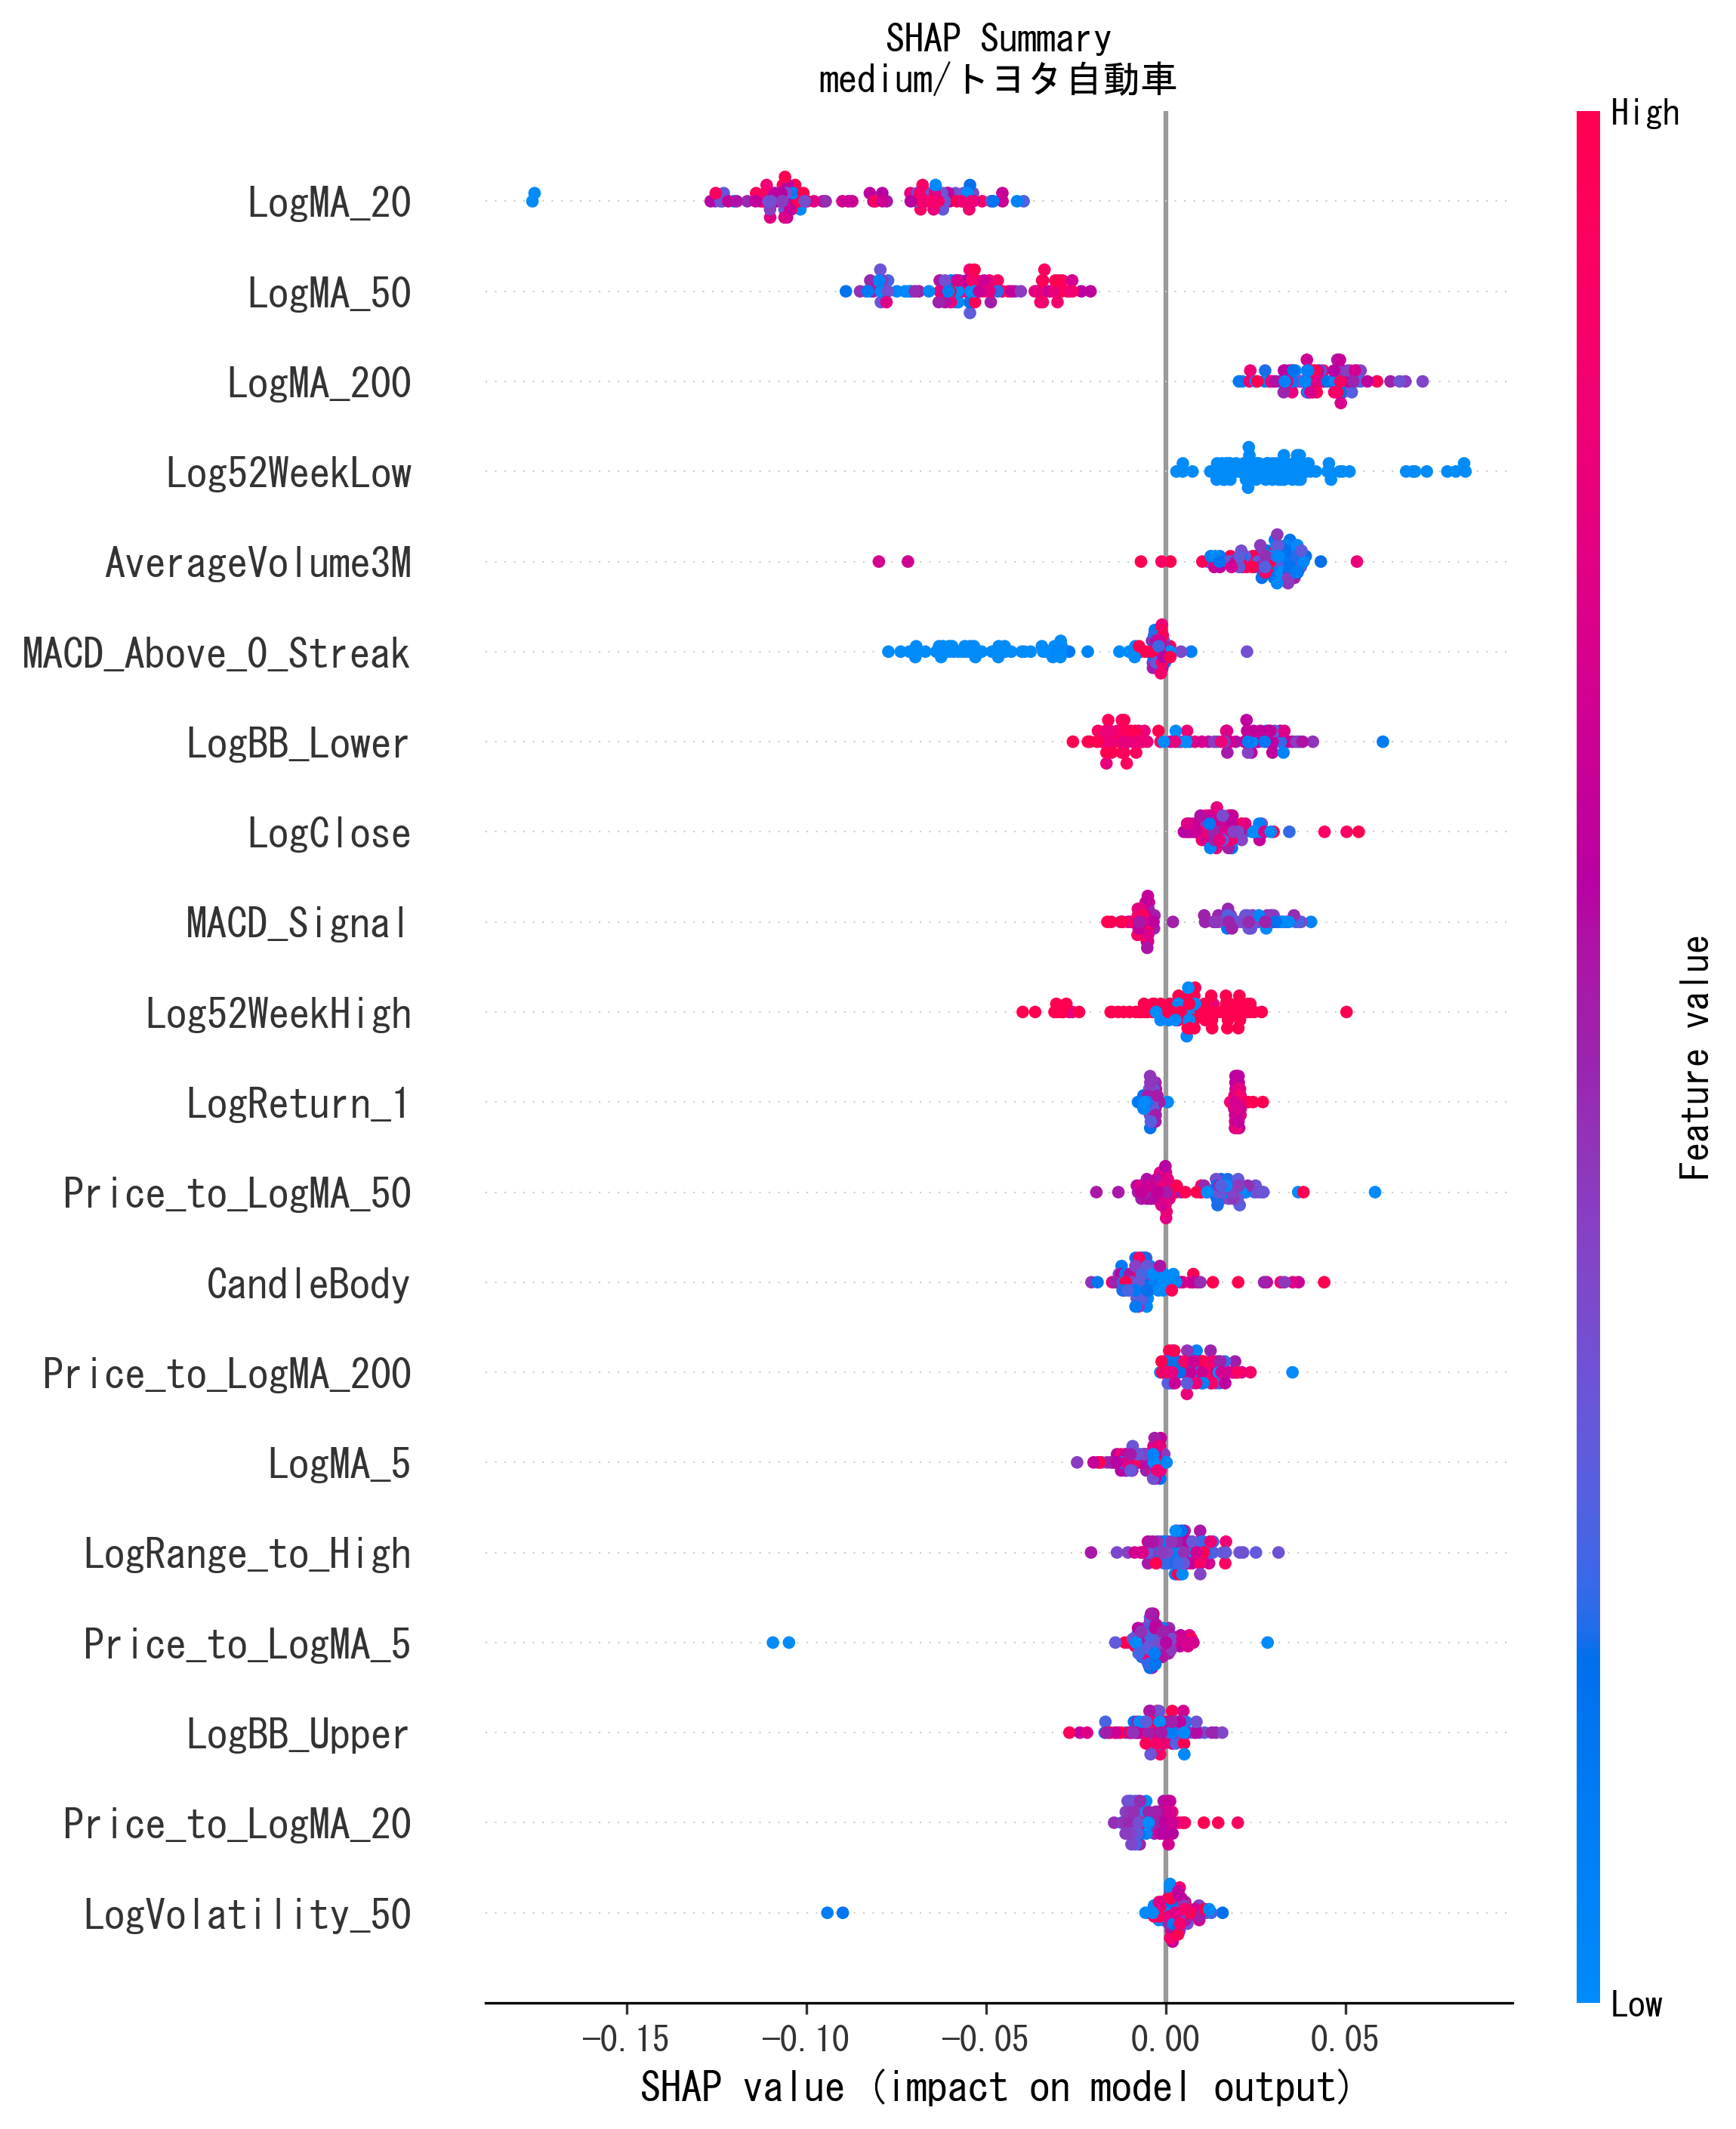 SHAP Summary
medium/トヨタ自動車
High
LogMA_20
LogMA_50
LogMA_200
Log52WeekLow
AverageVolume3M
MACD_Above_0_Streak
LogBB_Lower
LogClose
MACD_Signal
Log52WeekHigh
LogReturn_1
Price_to_LogMA_50
CandleBody
Price_to_LogMA_200
LogMA_5
LogRange_to_High
Price_to_LogMA_5
LogBB_Upper
Price_to_LogMA_20
LogVolatility_50
Feature value
Low
−0.15 −0.10 −0.05 0.00 0.05
SHAP value (impact on model output)